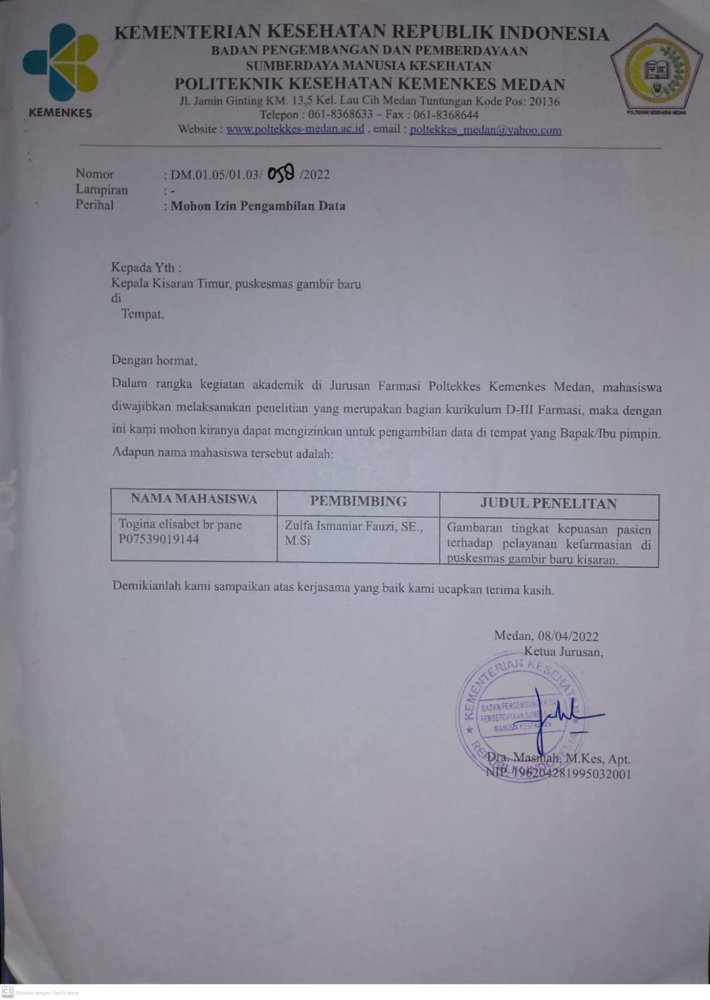 KEMENTERIAN KESEHATAN REPUBLIK INDONESIA
BADAN PENGEMBANGAN DAN PEMBERDAYAAN
SUMBERDAYA MANUSIA KESEHATAN
POLITEKNIK KESEHATAN KEMENKES MEDAN
Jl. Jamin Ginting KM. 13,5 Kel. Lau Cih Medan Tuntungan Kode Pos: 20136
Telepon : 061-8368633 – Fax : 061-8368644
Website : www.poltekkes-medan.ac.id , email : poltekkes_medan@yahoo.com
KEMENKES
POLITEKNIK KESEHATAN MEDAN
Nomor : DM.01.05/01.03/ 058 /2022
Lampiran : -
Perihal : Mohon Izin Pengambilan Data
Kepada Yth :
Kepala Kisaran Timur, puskesmas gambir baru
di
Tempat.
Dengan hormat,
Dalam rangka kegiatan akademik di Jurusan Farmasi Poltekkes Kemenkes Medan, mahasiswa
diwajibkan melaksanakan penelitian yang merupakan bagian kurikulum D-III Farmasi, maka dengan
ini kami mohon kiranya dapat mengizinkan untuk pengambilan data di tempat yang Bapak/Ibu pimpin.
Adapun nama mahasiswa tersebut adalah:
NAMA MAHASISWA PEMBIMBING JUDUL PENELITAN
Togina elisabet br pane Zulfa Ismaniar Fauzi, SE., Gambaran tingkat kepuasan pasien
P07539019144 M.Si terhadap pelayanan kefarmasian di
puskesmas gambir baru kisaran.
Demikianlah kami sampaikan atas kerjasama yang baik kami ucapkan terima kasih.
Medan, 08/04/2022
Ketua Jurusan,
KEMENTERIAN KESEHATAN
BADAN PENGEMBANGAN DAN
PEMBERDAYAAN SUMBE
MANUSIA KESEHATAN
REPUBLIK INDONESIA
Dra. Masniah, M.Kes, Apt.
NIP. 196204281995032001
CS Dipindai dengan CamScanner